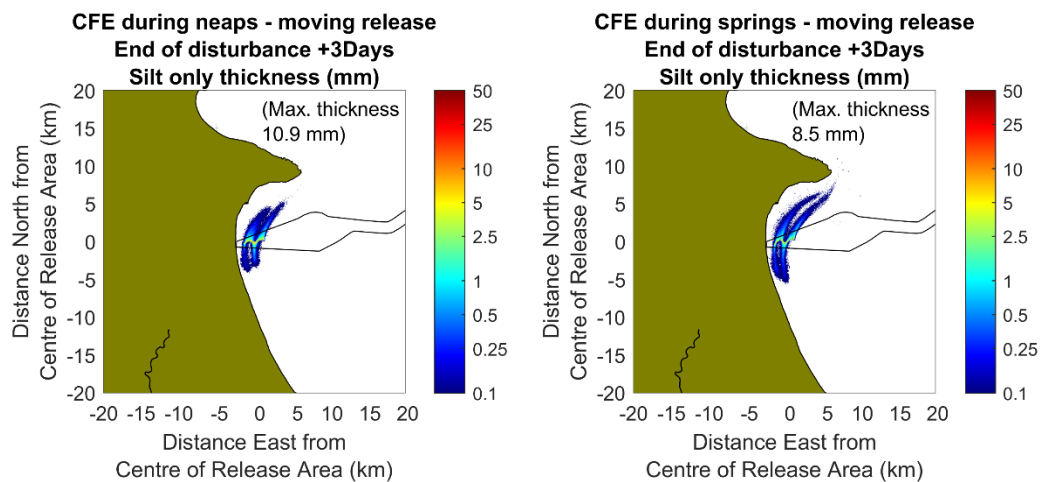 CFE during neaps - moving release
End of disturbance +3Days
Silt only thickness (mm)
(Max. thickness
10.9 mm)
20
15
10
5
0
-5
-10
-15
-20
Distance North from
Centre of Release Area (km)
-20 -15 -10 -5 0 5 10 15 20
Distance East from
Centre of Release Area (km)
50
25
10
5
2.5
1
0.5
0.25
0.1
CFE during springs - moving release
End of disturbance +3Days
Silt only thickness (mm)
(Max. thickness
8.5 mm)
20
15
10
5
0
-5
-10
-15
-20
Distance North from
Centre of Release Area (km)
-20 -15 -10 -5 0 5 10 15 20
Distance East from
Centre of Release Area (km)
50
25
10
5
2.5
1
0.5
0.25
0.1